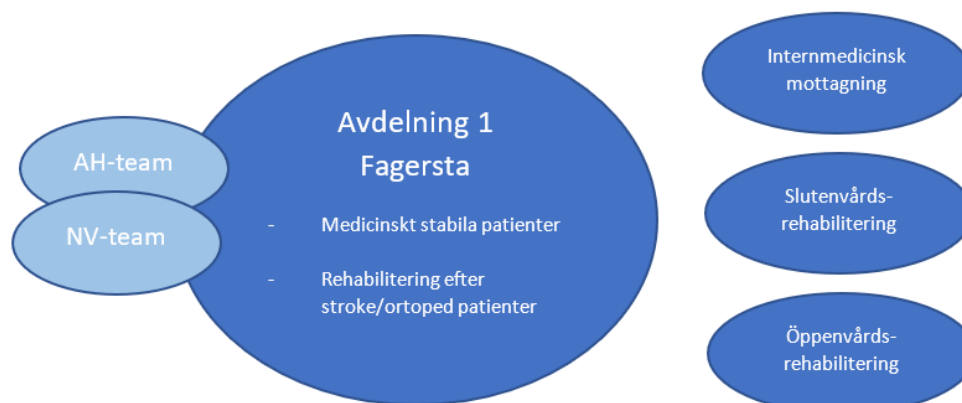 AH-team
NV-team
Avdelning 1
Fagersta
- Medicinskt stabila patienter
- Rehabilitering efter
stroke/ortoped patienter
Internmedicinsk
mottagning
Slutenvårds-
rehabilitering
Öppenvårds-
rehabilitering